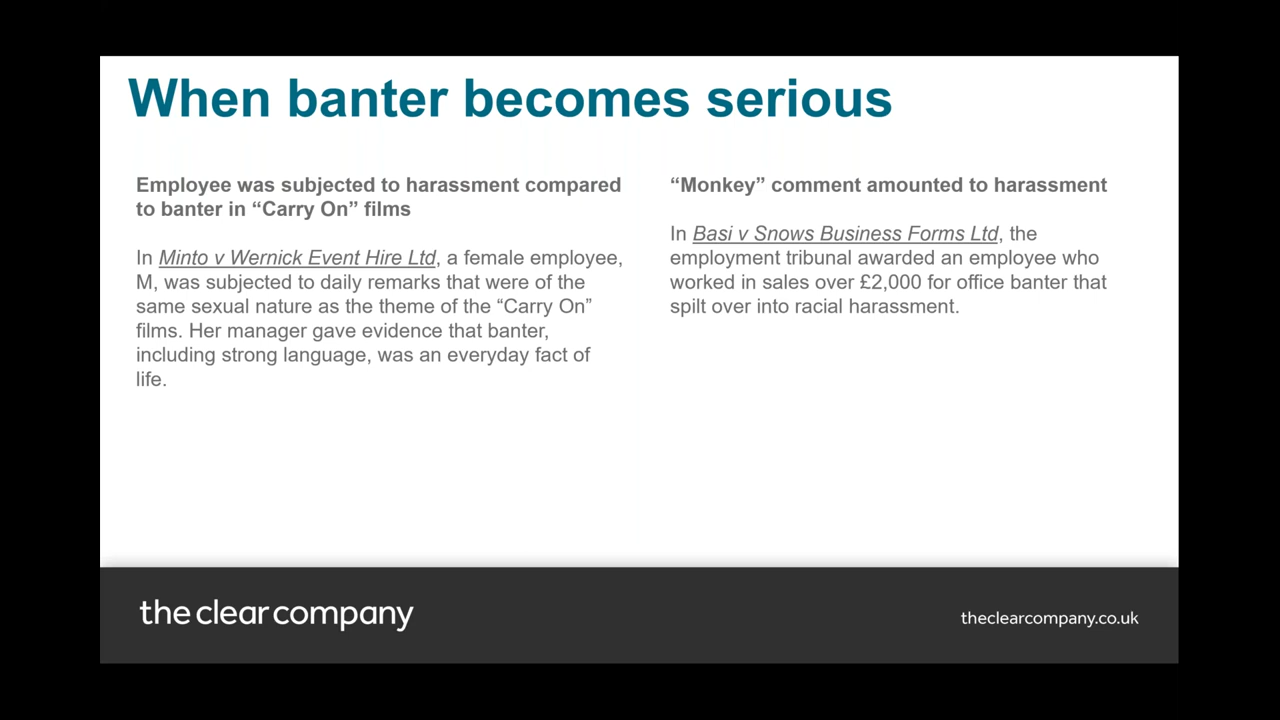 When banter becomes serious
Employee was subjected to harassment compared
to banter in “Carry On” films
In Minto v Wernick Event Hire Ltd, a female employee,
M, was subjected to daily remarks that were of the
same sexual nature as the theme of the “Carry On”
films. Her manager gave evidence that banter,
including strong language, was an everyday fact of
life.
“Monkey” comment amounted to harassment
In Basi v Snows Business Forms Ltd, the
employment tribunal awarded an employee who
worked in sales over £2,000 for office banter that
spilt over into racial harassment.
the clear company
theclearcompany.co.uk